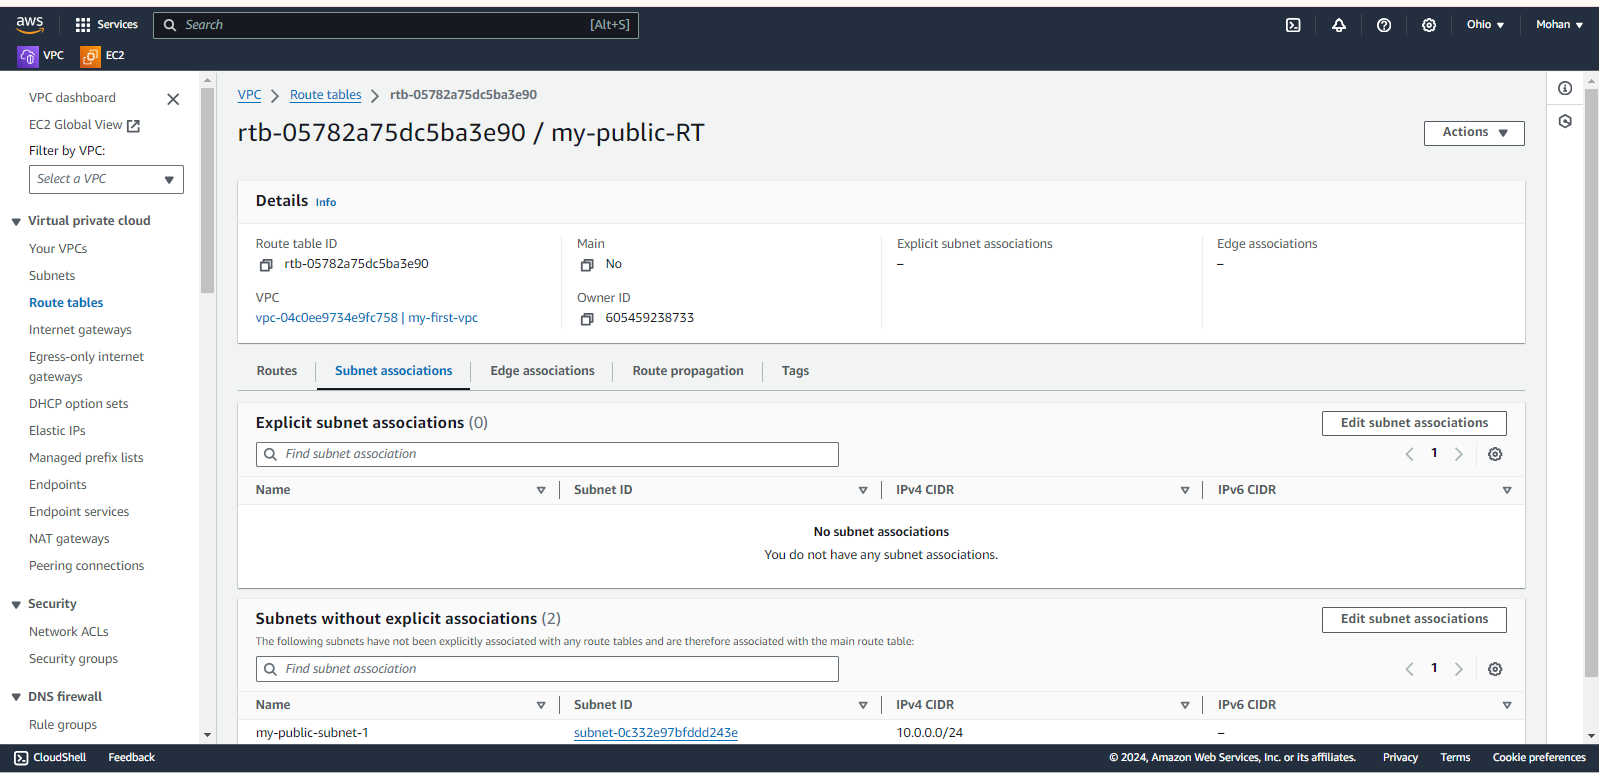 aws
Services
Search
[Alt+S]
Ohio
Mohan
VPC
EC2
VPC dashboard
EC2 Global View
Filter by VPC:
Select a VPC
Virtual private cloud
Your VPCs
Subnets
Route tables
Internet gateways
Egress-only internet
gateways
DHCP option sets
Elastic IPs
Managed prefix lists
Endpoints
Endpoint services
NAT gateways
Peering connections
Security
Network ACLs
Security groups
DNS firewall
Rule groups
VPC > Route tables > rtb-05782a75dc5ba3e90
rtb-05782a75dc5ba3e90 / my-public-RT
Actions
Details Info
Route table ID
rtb-05782a75dc5ba3e90
Main
No
Explicit subnet associations
–
Edge associations
–
VPC
vpc-04c0ee9734e9fc758 | my-first-vpc
Owner ID
605459238733
Routes
Subnet associations
Edge associations
Route propagation
Tags
Explicit subnet associations (0)
Edit subnet associations
Find subnet association
1
Name
Subnet ID
IPv4 CIDR
IPv6 CIDR
No subnet associations
You do not have any subnet associations.
Subnets without explicit associations (2)
Edit subnet associations
The following subnets have not been explicitly associated with any route tables and are therefore associated with the main route table:
Find subnet association
1
Name
Subnet ID
IPv4 CIDR
IPv6 CIDR
my-public-subnet-1
subnet-0c332e97bfddd243e
10.0.0.0/24
–
CloudShell
Feedback
© 2024, Amazon Web Services, Inc. or its affiliates.
Privacy
Terms
Cookie preferences